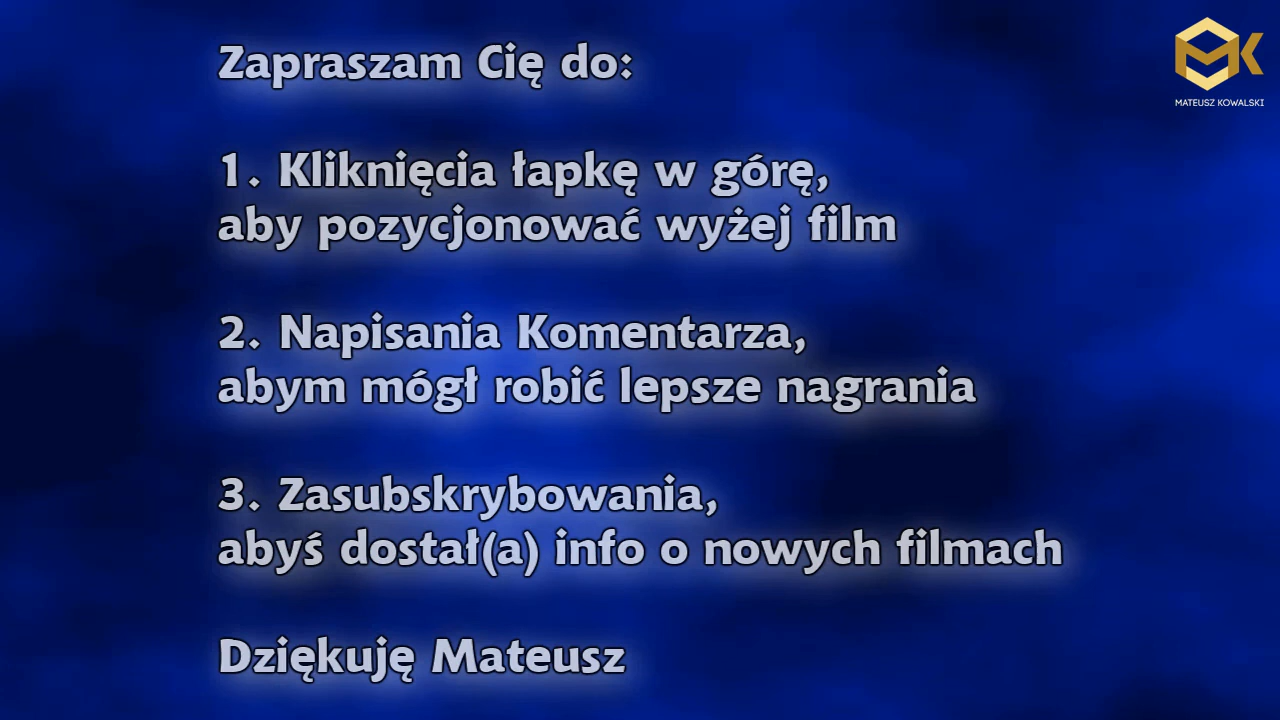 Zapraszam Cię do:
MATEUSZ KOWALSKI
1. Kliknięcia łapkę w górę,
aby pozycjonować wyżej film
2. Napisania Komentarza,
abym mógł robić lepsze nagrania
3. Zasubskrybowania,
abyś dostał(a) info o nowych filmach
Dziękuję Mateusz